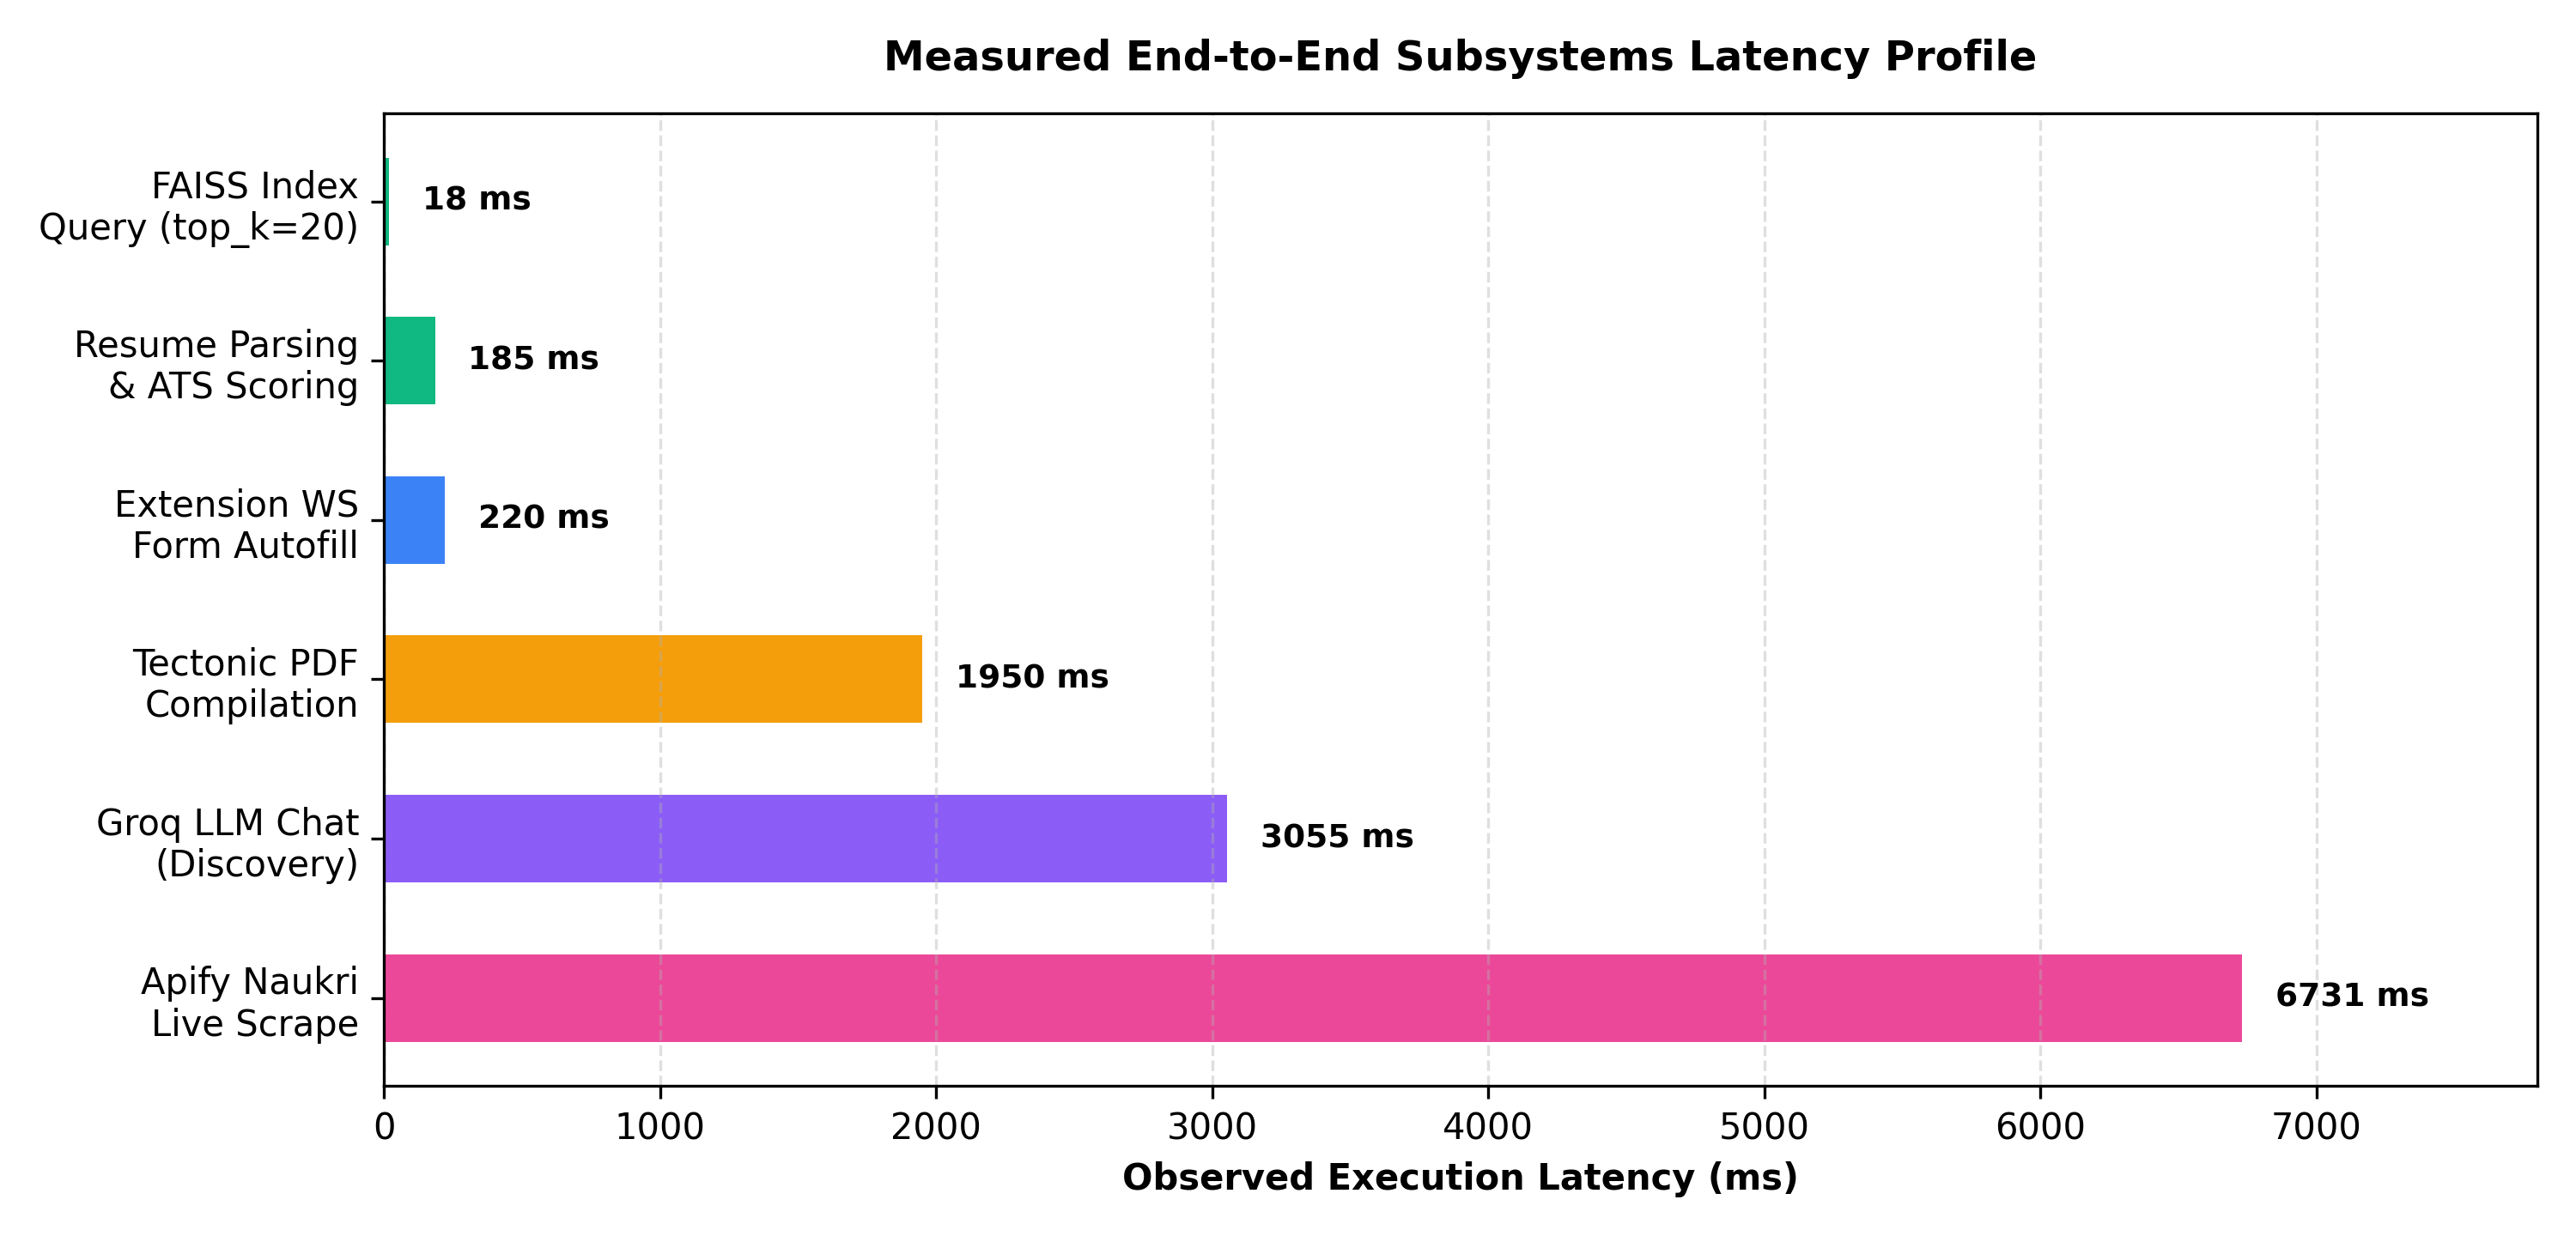 Measured End-to-End Subsystems Latency Profile
FAISS Index
Query (top_k=20)
18 ms
Resume Parsing
& ATS Scoring
185 ms
Extension WS
Form Autofill
220 ms
Tectonic PDF
Compilation
1950 ms
Groq LLM Chat
(Discovery)
3055 ms
Apify Naukri
Live Scrape
6731 ms
0 1000 2000 3000 4000 5000 6000 7000
Observed Execution Latency (ms)